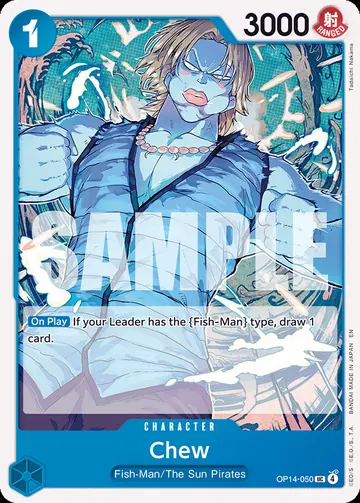 1
3000
射
RANGED
Tadaichi Nakama
SAMPLE
On Play If your Leader has the {Fish-Man} type, draw 1
card.
CHARACTER
Chew
Fish-Man/The Sun Pirates
OP14-050 UC 4
©E.O./S.
©E.O./S., T.A. BANDAI MADE IN JAPAN EN